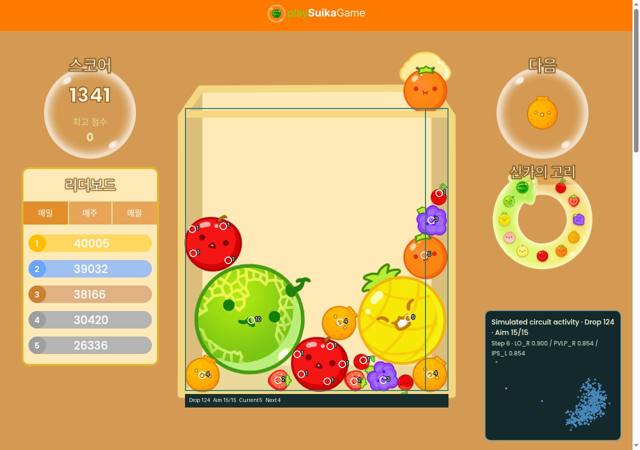 playSuikaGame
스코어
1341
최고 점수
0
다음
리더보드
매일 매주 매월
1 40005
2 39032
3 38166
4 30420
5 26336
신카의 고리
Simulated circuit activity · Drop 124
· Aim 15/15
Step 6 · LO_R 0.900 / PVLP_R 0.854 /
IPS_L 0.854
Drop 124 Aim 15/15 Current 5 Next 4